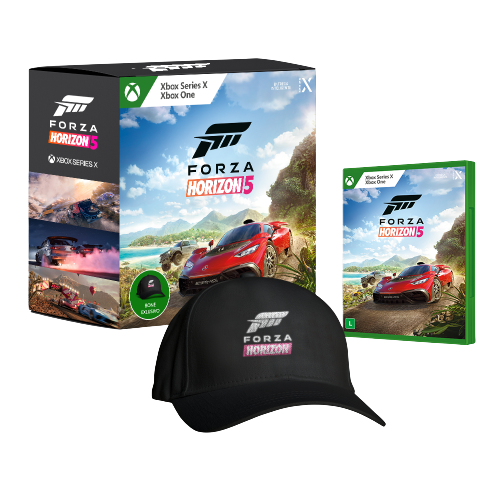 FORZA
HORIZON 5
XBOX SERIES X
Xbox Series X
Xbox One
FORZA
HORIZON 5
BONÉ
EXCLUSIVO
FORZA
HORIZON
Xbox Series X
Xbox One
FORZA
HORIZON 5
L